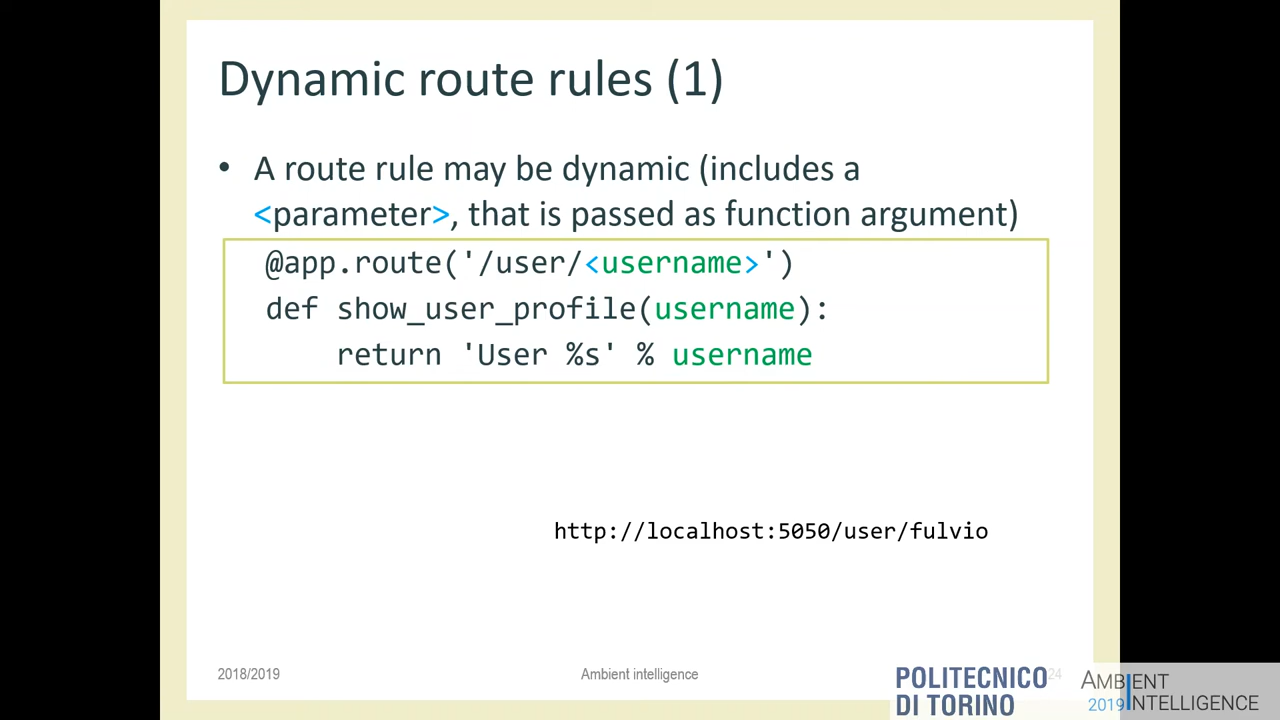 Dynamic route rules (1)
• A route rule may be dynamic (includes a
<parameter>, that is passed as function argument)
@app.route('/user/<username>')
def show_user_profile(username):
return 'User %s' % username
http://localhost:5050/user/fulvio
2018/2019
Ambient intelligence
24
POLITECNICO
DI TORINO
AMBIENT
2019 INTELLIGENCE